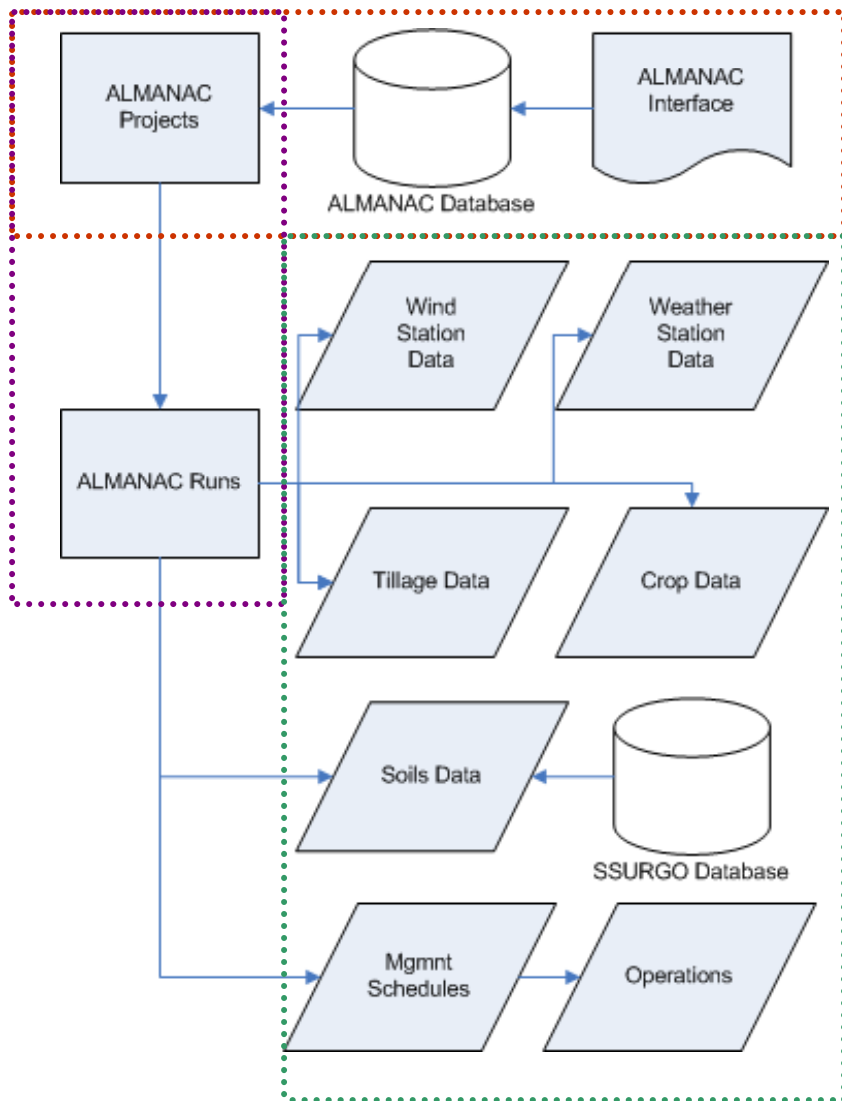 ALMANAC
Projects
ALMANAC
Interface
ALMANAC Database
Wind
Station
Data
Weather
Station
Data
ALMANAC Runs
Tillage Data
Crop Data
Soils Data
SSURGO Database
Mgmnt
Schedules
Operations